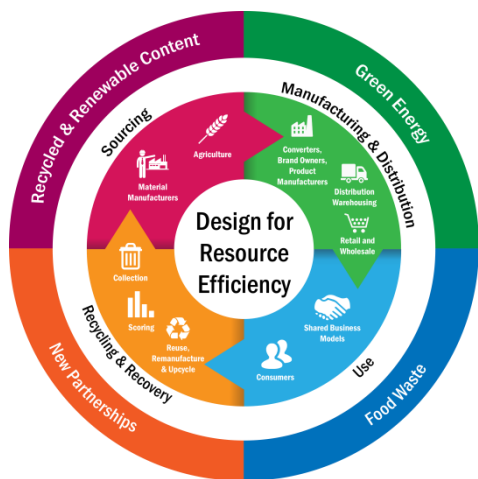 Recycled & Renewable Content
Green Energy
Sourcing
Manufacturing & Distribution
Agriculture
Material
Manufacturers
Converters,
Brand Owners,
Product
Manufacturers
Distribution
Warehousing
Retail and
Wholesale
Design for
Resource
Efficiency
Collection
Scoring
Reuse,
Remanufacture
& Upcycle
Shared Business
Models
Consumers
Recycling & Recovery
Use
New Partnerships
Food Waste